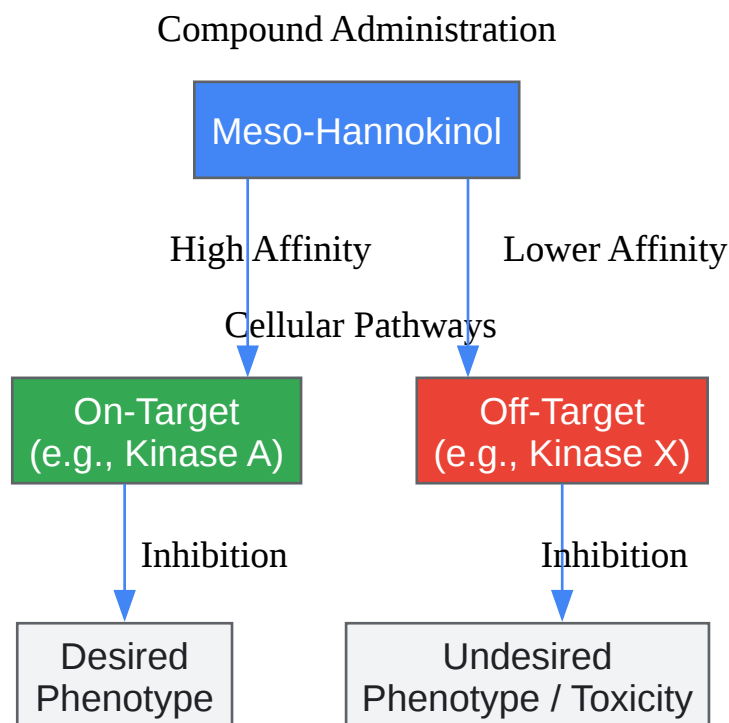 Compound Administration
Meso-Hannokinol
High Affinity
Lower Affinity
Cellular Pathways
On-Target
(e.g., Kinase A)
Off-Target
(e.g., Kinase X)
Inhibition
Inhibition
Desired
Phenotype
Undesired
Phenotype / Toxicity